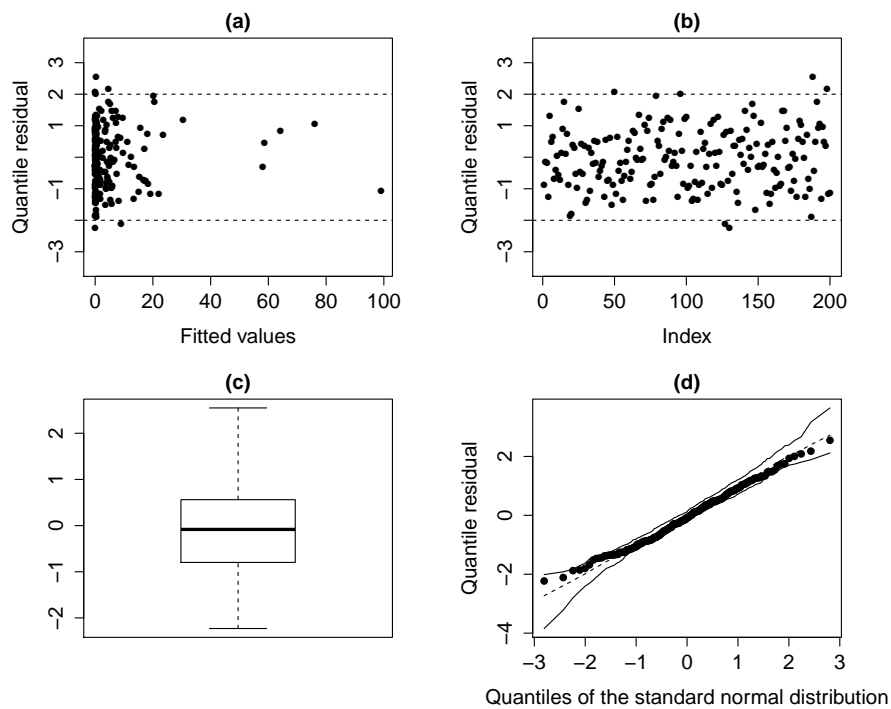 (a)
Quantile residual
3
2
1
−1
−3
0 20 40 60 80 100
Fitted values
(b)
Quantile residual
3
2
1
−1
−3
0 50 100 150 200
Index
(c)
2
1
0
−1
−2
(d)
Quantile residual
2
0
−2
−4
−3 −2 −1 0 1 2 3
Quantiles of the standard normal distribution